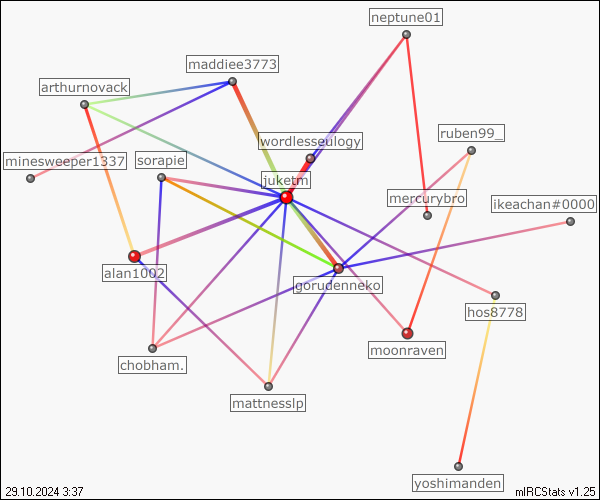 neptune01
maddiee3773
arthurnovack
wordlesseulogy
ruben99_
minesweeper1337
sorapie
juketm
mercurybro
ikeachan#0000
alan1002
gorudenneko
hos8778
moonraven
chobham.
mattnesslp
yoshimanden
29.10.2024 3:37
mIRCStats v1.25